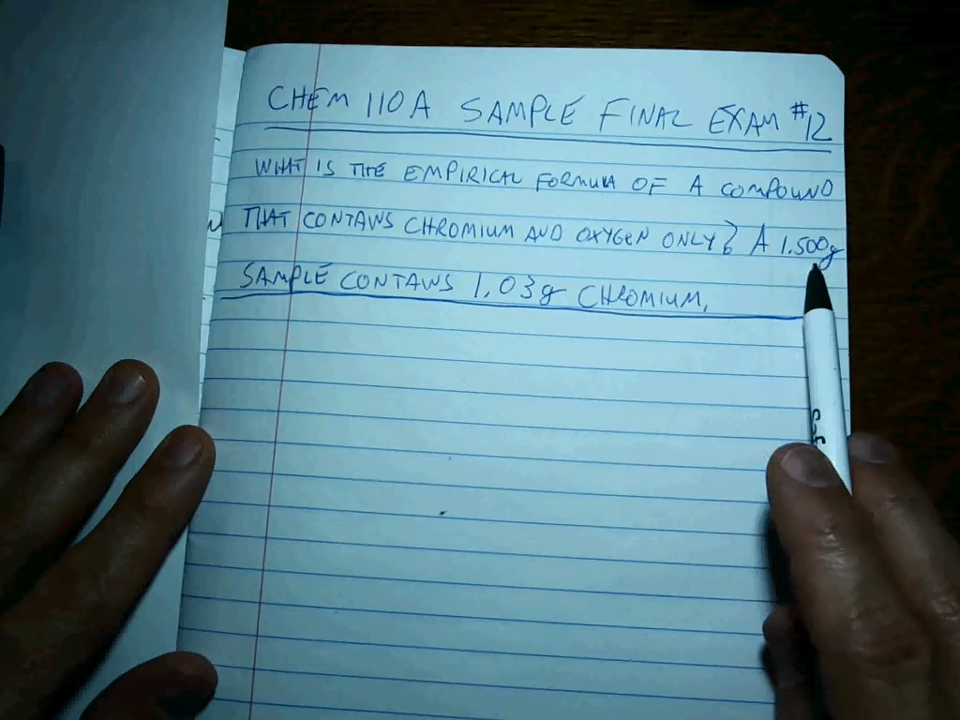 CHEM 110A SAMPLE FINAL EXAM #12
WHAT IS THE EMPIRICAL FORMULA OF A COMPOUND
THAT CONTAINS CHROMIUM AND OXYGEN ONLY? A 1.500g
SAMPLE CONTAINS 1.03g CHROMIUM.